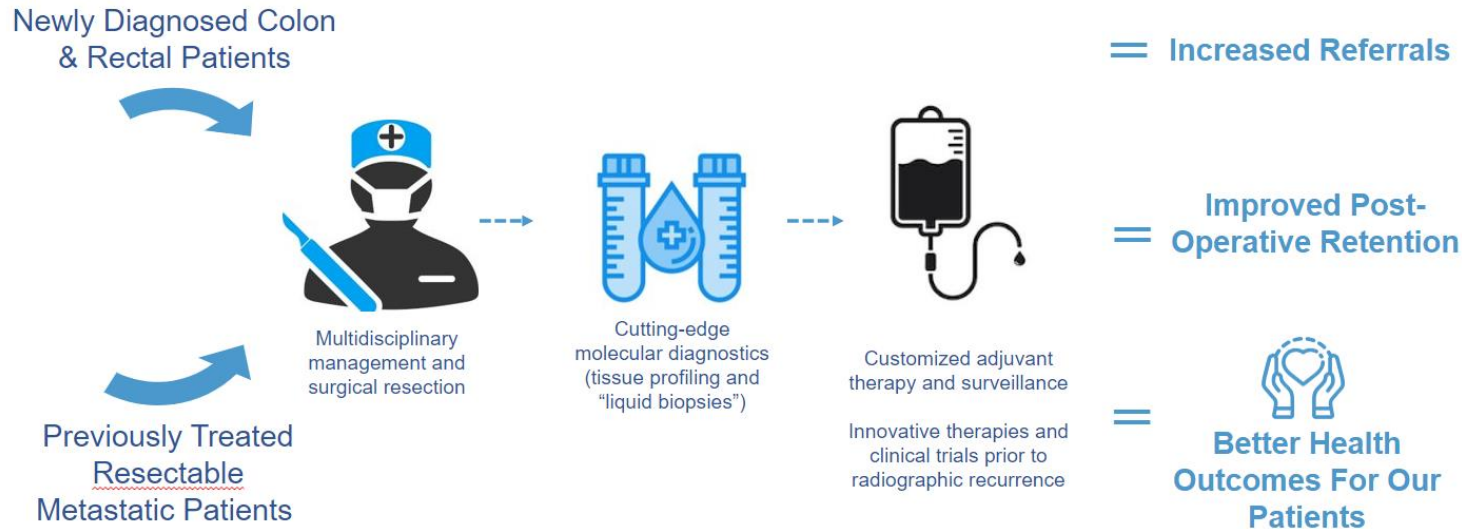 Newly Diagnosed Colon
& Rectal Patients
Previously Treated
Resectable
Metastatic Patients
Multidisciplinary
management and
surgical resection
Cutting-edge
molecular diagnostics
(tissue profiling and
“liquid biopsies”)
Customized adjuvant
therapy and surveillance
Innovative therapies and
clinical trials prior to
radiographic recurrence
= Increased Referrals
= Improved Post-
Operative Retention
= Better Health
Outcomes For Our
Patients